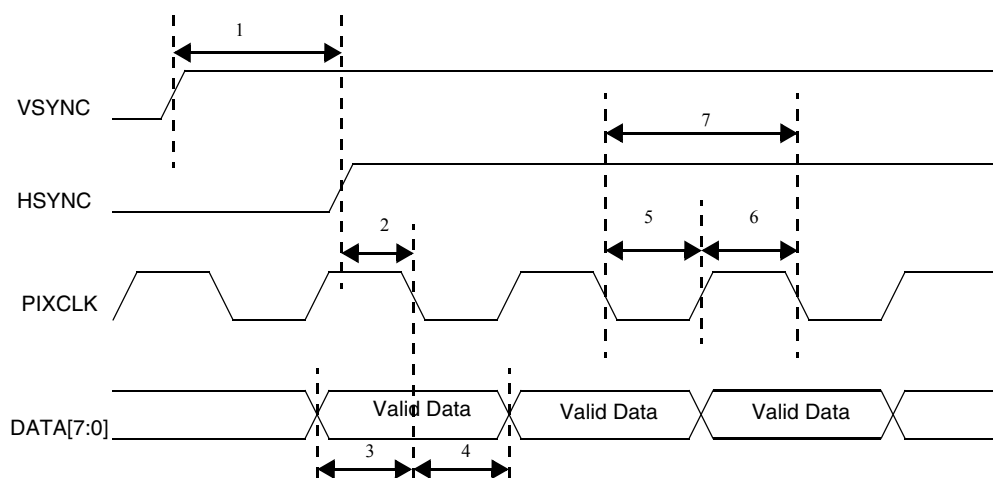 1
VSYNC
7
HSYNC
2
5
6
PIXCLK
Valid Data
Valid Data
Valid Data
DATA[7:0]
3
4